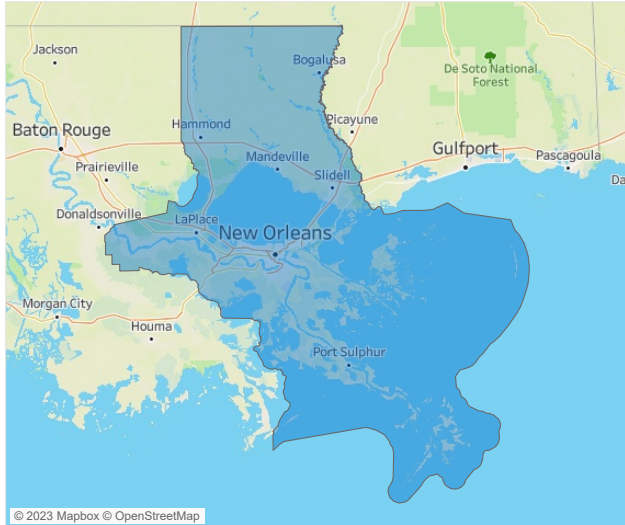 Jackson
Bogalusa
De Soto National
Forest
Baton Rouge
Hammond
Picayune
Gulfport
Pascagoula
Prairieville
Mandeville
Slidell
Da
Donaldsonville
LaPlace
New Orleans
Morgan City
Houma
Port Sulphur
© 2023 Mapbox © OpenStreetMap